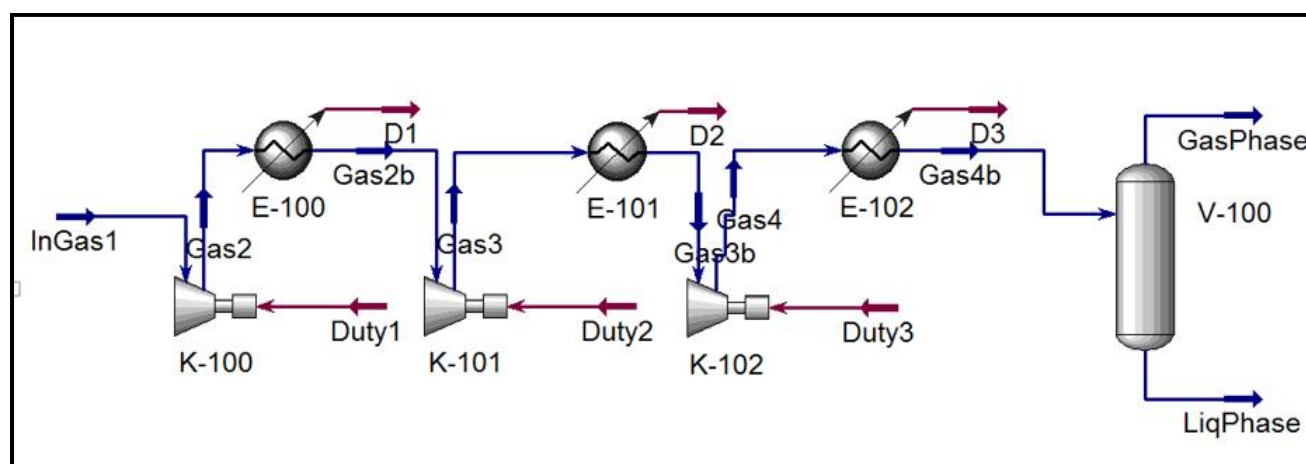 D1
D2
D3
GasPhase
Gas2b
Gas4b
E-100
E-101
E-102
V-100
InGas1
Gas2
Gas3
Gas4
Gas3b
Duty1
Duty2
Duty3
K-100
K-101
K-102
LiqPhase